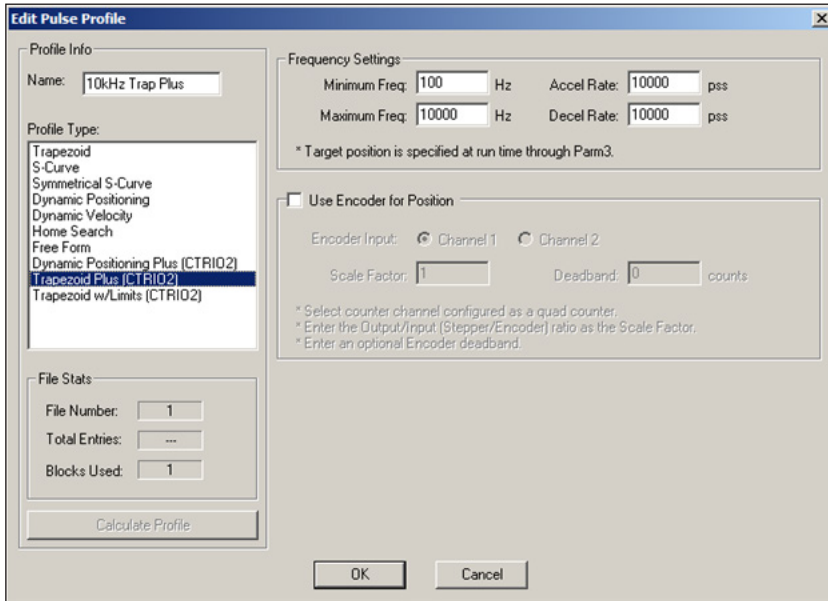 Edit Pulse Profile
Profile Info
Name: 10kHz Trap Plus
Profile Type:
Trapezoid
S-Curve
Symmetrical S-Curve
Dynamic Positioning
Dynamic Velocity
Home Search
Free Form
Dynamic Positioning Plus (CTRIO2)
Trapezoid Plus (CTRIO2)
Trapezoid w/Limits (CTRIO2)
File Stats
File Number: 1
Total Entries: ---
Blocks Used: 1
Calculate Profile
Frequency Settings
Minimum Freq: 100 Hz Accel Rate: 10000 pss
Maximum Freq: 10000 Hz Decel Rate: 10000 pss
* Target position is specified at run time through Parm3.
Use Encoder for Position
Encoder Input: Channel 1 Channel 2
Scale Factor: 1 Deadband: 0 counts
* Select counter channel configured as a quad counter.
* Enter the Output/Input (Stepper/Encoder) ratio as the Scale Factor.
* Enter an optional Encoder deadband.
OK Cancel